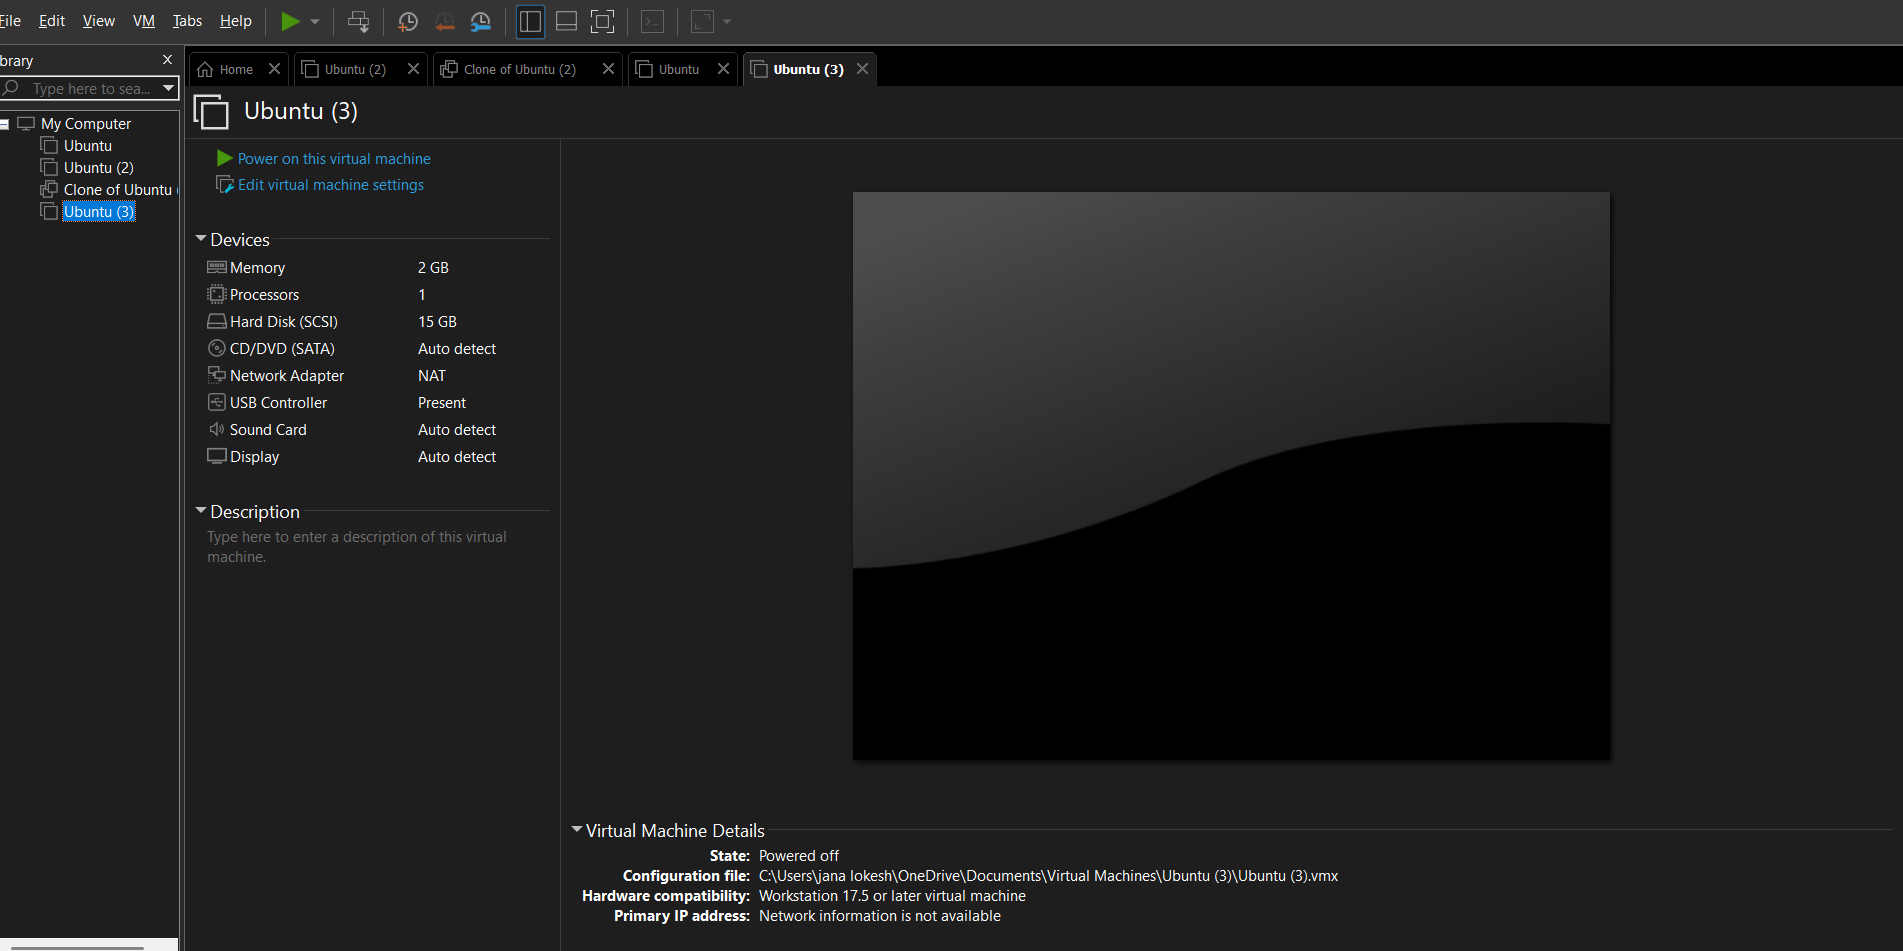 File Edit View VM Tabs Help
brary
Type here to sea...
My Computer
Ubuntu
Ubuntu (2)
Clone of Ubuntu (
Ubuntu (3)
Home Ubuntu (2) Clone of Ubuntu (2) Ubuntu Ubuntu (3)
Ubuntu (3)
Power on this virtual machine
Edit virtual machine settings
Devices
Memory 2 GB
Processors 1
Hard Disk (SCSI) 15 GB
CD/DVD (SATA) Auto detect
Network Adapter NAT
USB Controller Present
Sound Card Auto detect
Display Auto detect
Description
Type here to enter a description of this virtual
machine.
Virtual Machine Details
State: Powered off
Configuration file: C:\Users\jana lokesh\OneDrive\Documents\Virtual Machines\Ubuntu (3)\Ubuntu (3).vmx
Hardware compatibility: Workstation 17.5 or later virtual machine
Primary IP address: Network information is not available